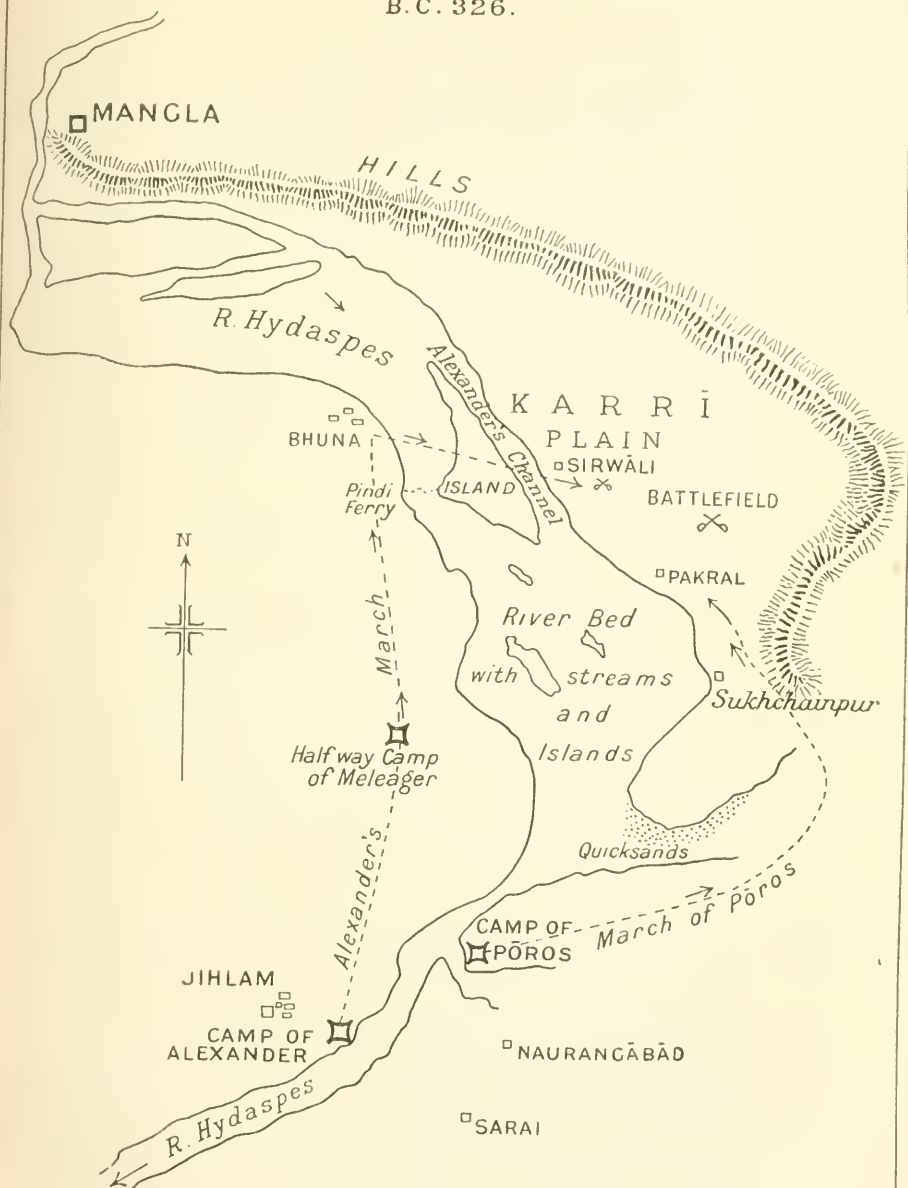 B.C. 326.
MANGLA
HILLS
R. Hydaspes
Alexander's Channel
KARRĪ
PLAIN
BHUNA
SIRWĀLI
Pindi
Ferry
ISLAND
BATTLEFIELD
N
PAKRAL
River Bed
with streams
and
Islands
March
Sukhchainpur
Half way Camp
of Meleager
Quicksands
Alexander's
March of Pōros
CAMP OF
PŌROS
JIHLAM
CAMP OF
ALEXANDER
NAURANGĀBĀD
R. Hydaspes
SARAI